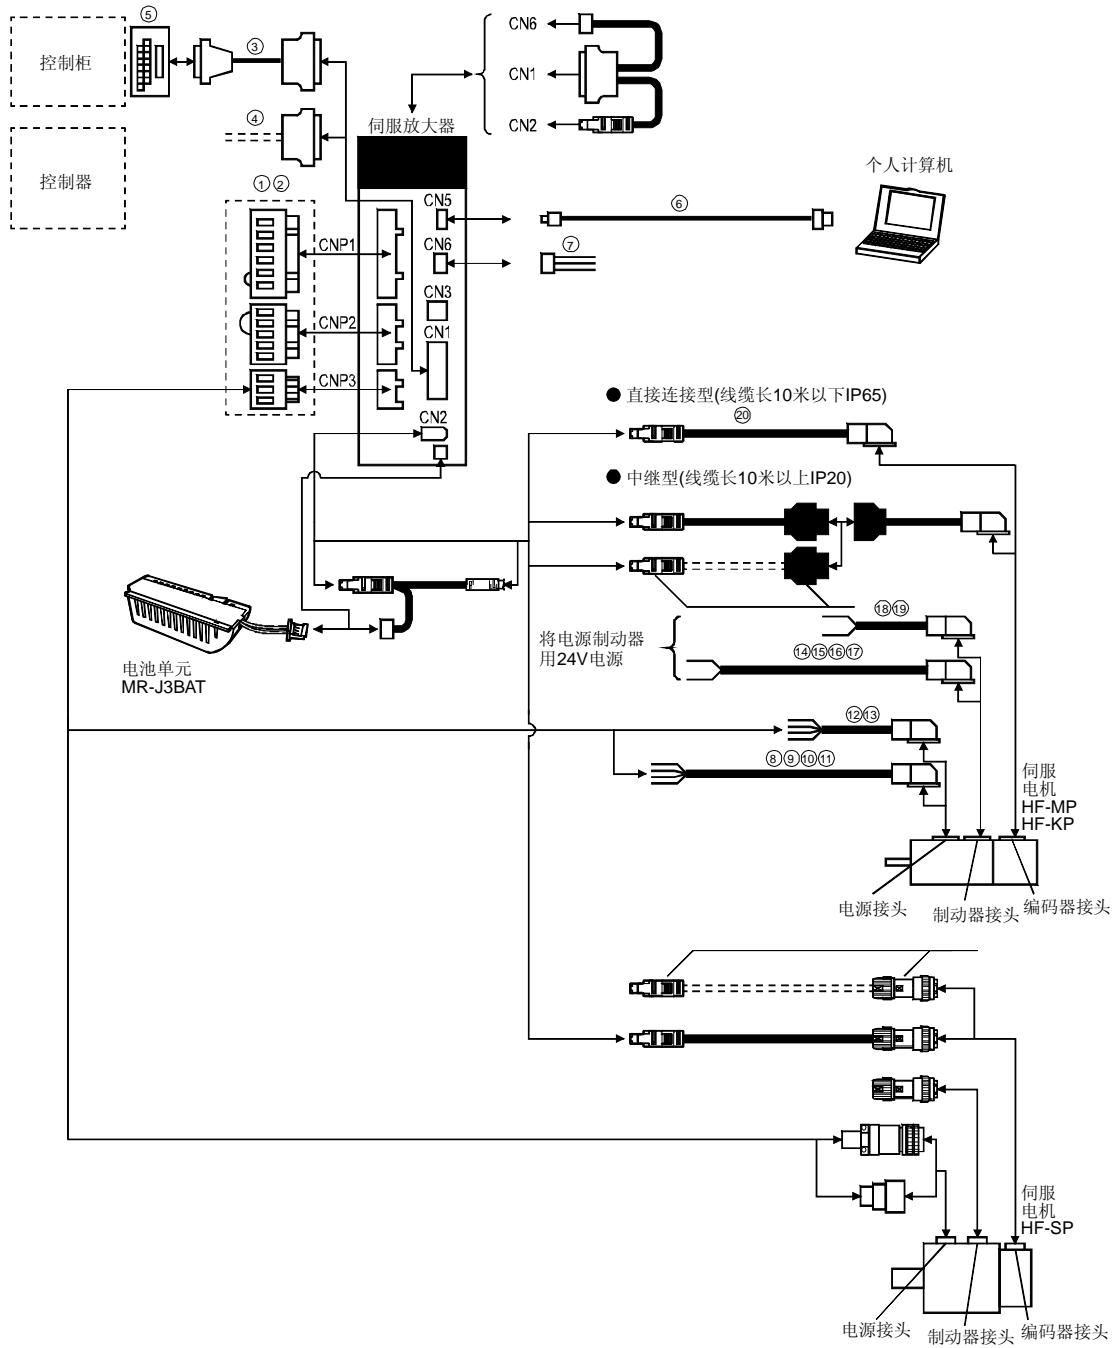 ⑤
控制柜
③
④
控制器
①②
CN6
CN1
CN2
伺服放大器
CN5
CN6
CN3
CN1
CN2
CNP1
CNP2
CNP3
⑥
⑦
个人计算机
● 直接连接型(线缆长10米以下IP65)
⑳
● 中继型(线缆长10米以上IP20)
电池单元
MR-J3BAT
⑱⑲
将电源制动器
用24V电源
⑭⑮⑯⑰
⑫⑬
⑧⑨⑩⑪
伺服
电机
HF-MP
HF-KP
电源接头
制动器接头
编码器接头
伺服
电机
HF-SP
电源接头
制动器接头
编码器接头